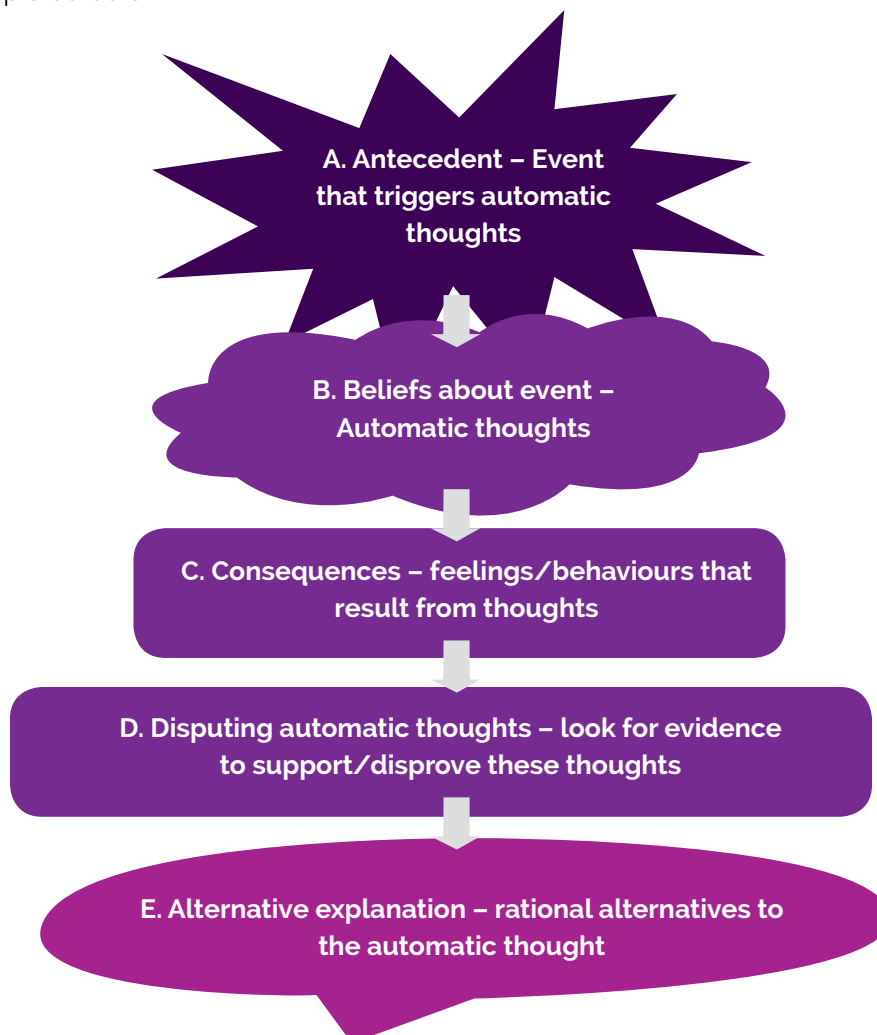 A. Antecedent – Event
that triggers automatic
thoughts
B. Beliefs about event –
Automatic thoughts
C. Consequences – feelings/behaviours that
result from thoughts
D. Disputing automatic thoughts – look for evidence
to support/disprove these thoughts
E. Alternative explanation – rational alternatives to
the automatic thought